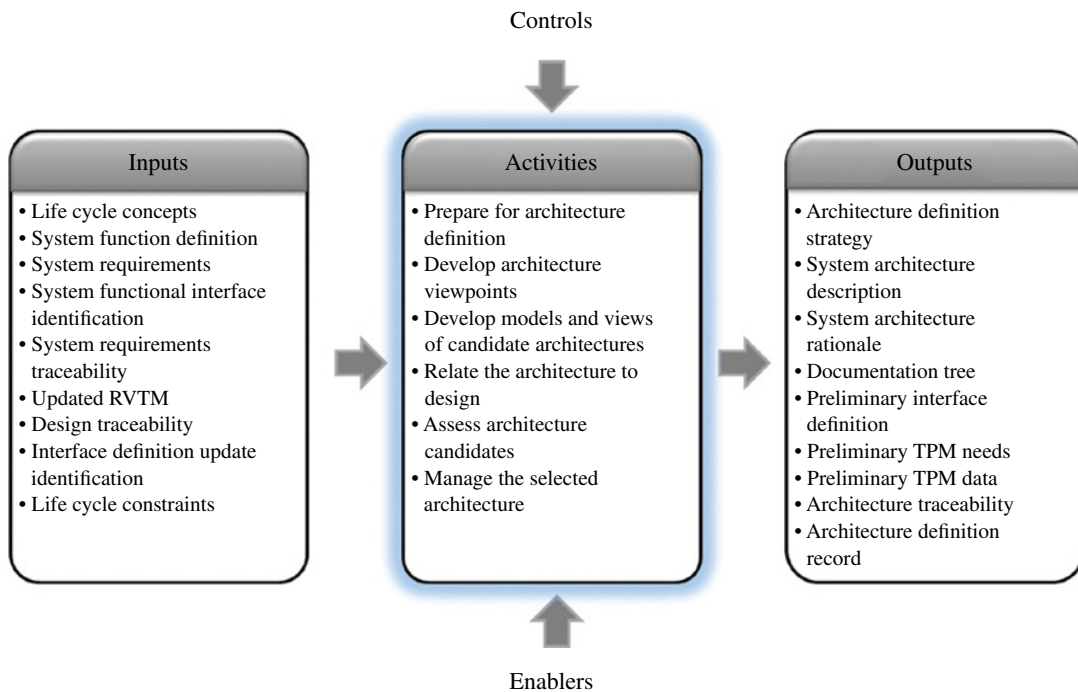 Controls
Inputs
• Life cycle concepts
• System function definition
• System requirements
• System functional interface
identification
• System requirements
traceability
• Updated RVTM
• Design traceability
• Interface definition update
identification
• Life cycle constraints
Activities
• Prepare for architecture
definition
• Develop architecture
viewpoints
• Develop models and views
of candidate architectures
• Relate the architecture to
design
• Assess architecture
candidates
• Manage the selected
architecture
Outputs
• Architecture definition
strategy
• System architecture
description
• System architecture
rationale
• Documentation tree
• Preliminary interface
definition
• Preliminary TPM needs
• Preliminary TPM data
• Architecture traceability
• Architecture definition
record
Enablers